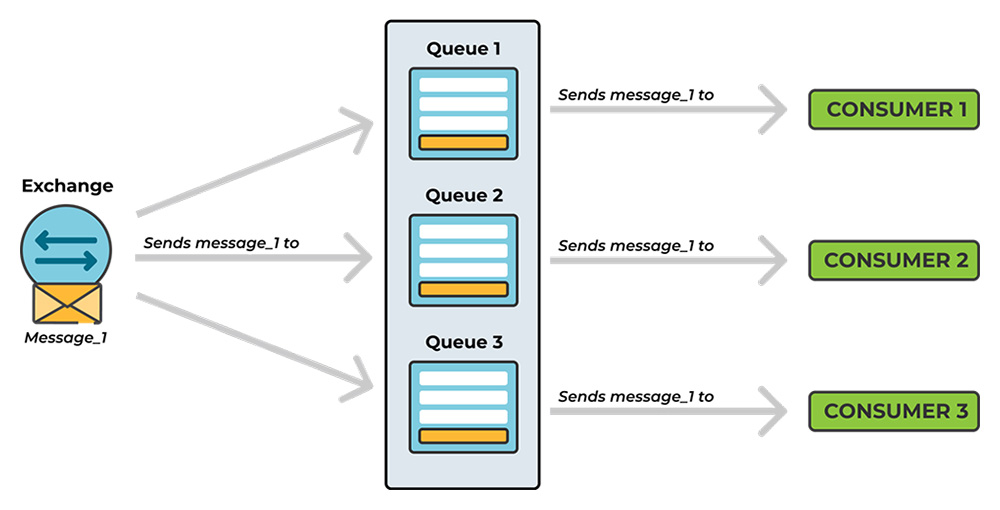 Exchange
Message_1
Sends message_1 to
Queue 1
Queue 2
Queue 3
Sends message_1 to
CONSUMER 1
Sends message_1 to
CONSUMER 2
Sends message_1 to
CONSUMER 3